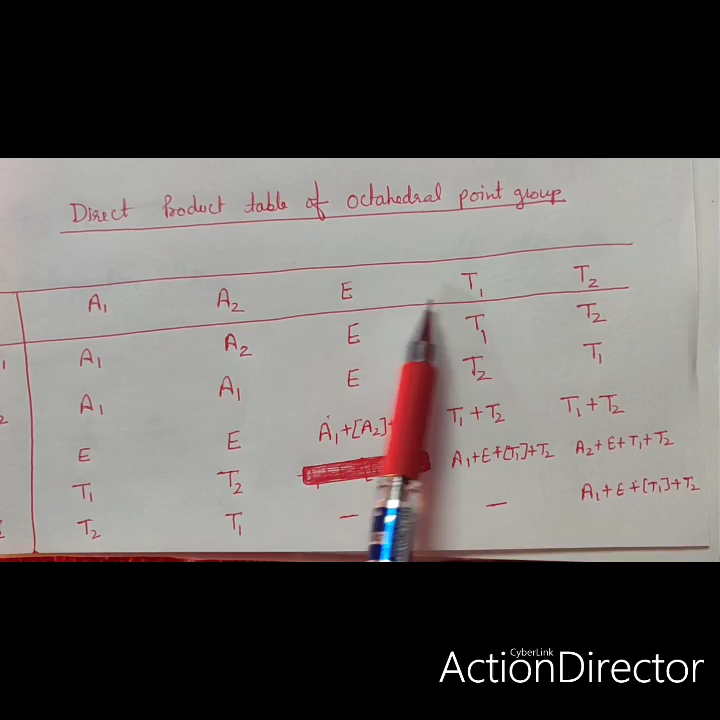 Direct Product table of octahedral point group
A₁ A₂ E T₁ T₂
₁ A₁ A₂ E T₁ T₂
₂ A₁ A₁ E T₂ T₁
E E A₁+[A₂]+ T₁+T₂ T₁+T₂
T₁ T₂ A₁+E+[T₁]+T₂ A₂+E+T₁+T₂
T₂ T₁ — — A₁+E+[T₁]+T₂
CyberLink
ActionDirector